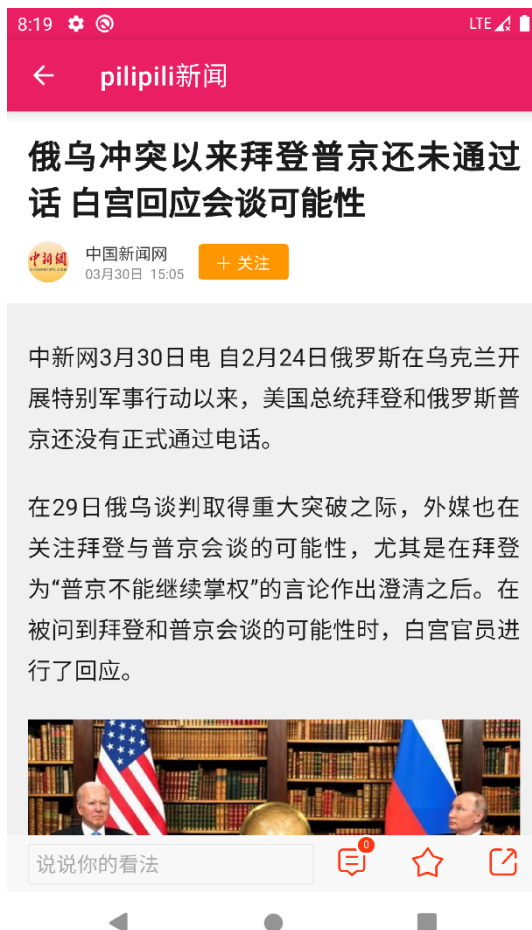 8:19
LTE
pilipili新闻
俄乌冲突以来拜登普京还未通过
话 白宫回应会谈可能性
中新網
中国新闻网
03月30日 15:05
＋关注
中新网3月30日电 自2月24日俄罗斯在乌克兰开
展特别军事行动以来，美国总统拜登和俄罗斯普
京还没有正式通过电话。
在29日俄乌谈判取得重大突破之际，外媒也在
关注拜登与普京会谈的可能性，尤其是在拜登
为“普京不能继续掌权”的言论作出澄清之后。在
被问到拜登和普京会谈的可能性时，白宫官员进
行了回应。
说说你的看法
0